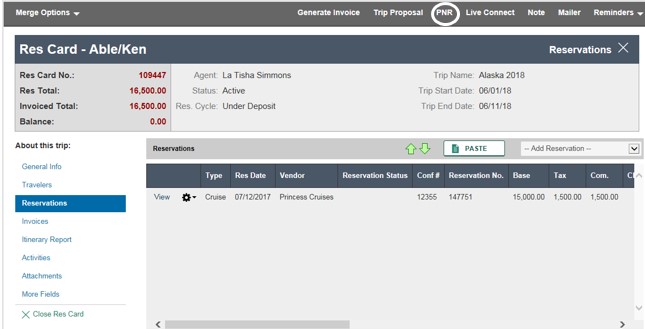 Merge Options Generate Invoice Trip Proposal PNR Live Connect Note Mailer Reminders
Res Card - Able/Ken Reservations
Res Card No.: 109447 Agent: La Tisha Simmons Trip Name: Alaska 2018
Res Total: 16,500.00 Status: Active Trip Start Date: 06/01/18
Invoiced Total: 16,500.00 Res. Cycle: Under Deposit Trip End Date: 06/11/18
Balance: 0.00
About this trip: Reservations PASTE -- Add Reservation --
General Info
Travelers
Reservations
Invoices
Itinerary Report
Activities
Attachments
More Fields
Close Res Card
Type Res Date Vendor Reservation Status Conf # Reservation No. Base Tax Com.
View Cruise 07/12/2017 Princess Cruises 12355 147751 15,000.00 1,500.00 1,500.00